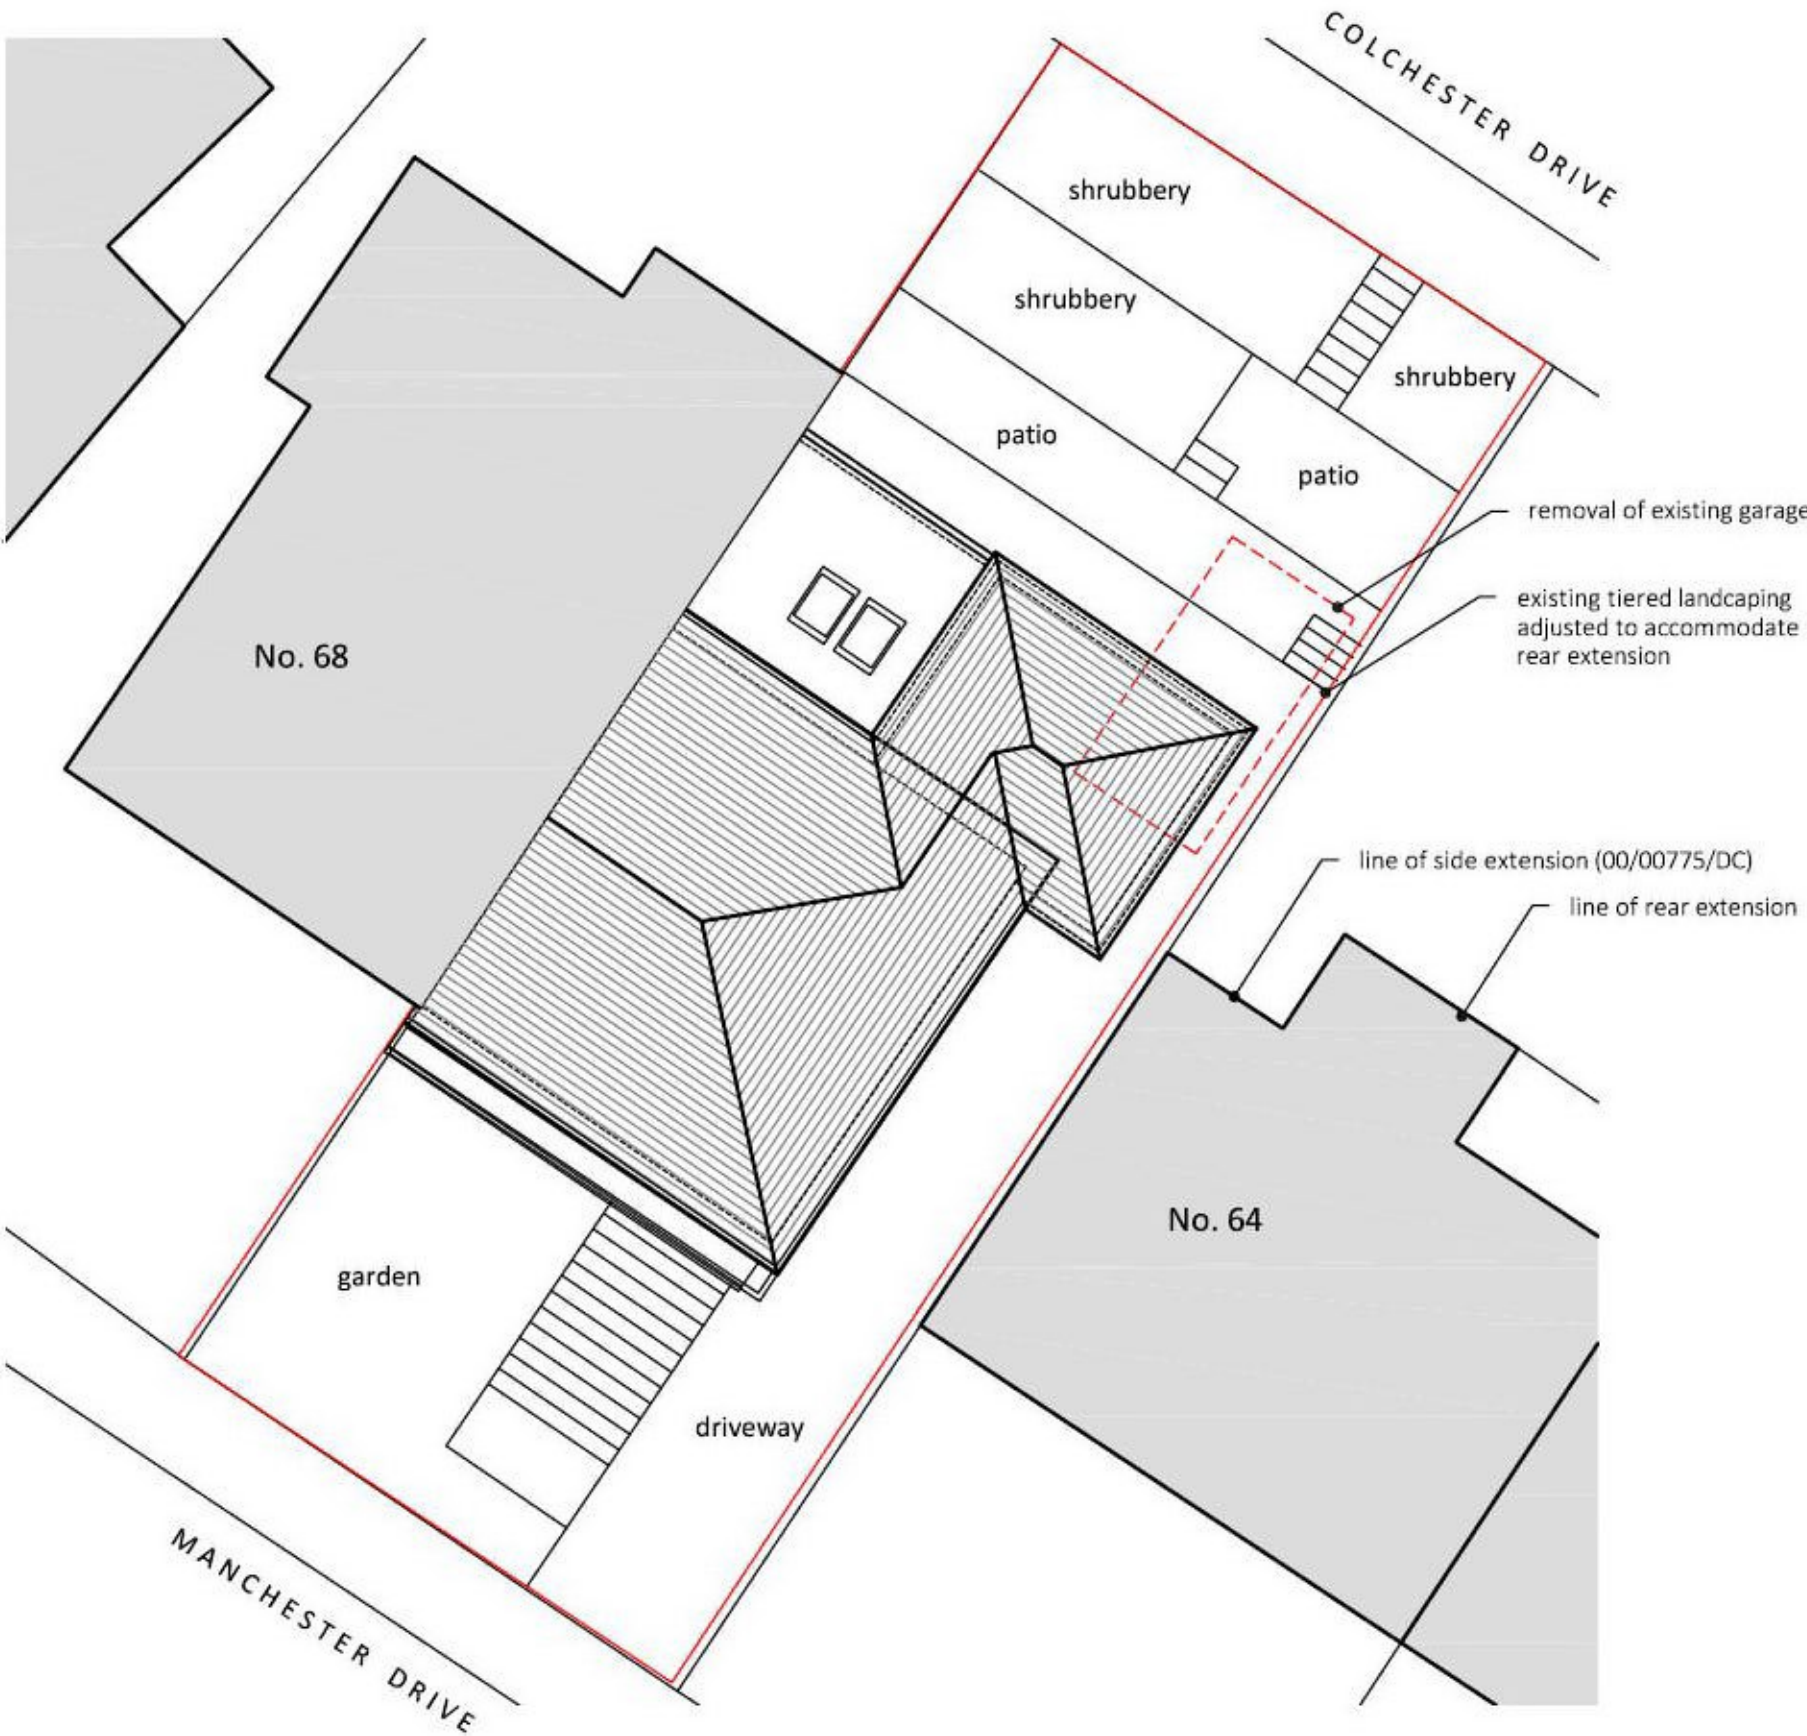 COLCHESTER DRIVE
shrubbery
shrubbery
shrubbery
patio
patio
removal of existing garage
existing tiered landcaping
adjusted to accommodate
rear extension
No. 68
line of side extension (00/00775/DC)
line of rear extension
No. 64
garden
driveway
MANCHESTER DRIVE